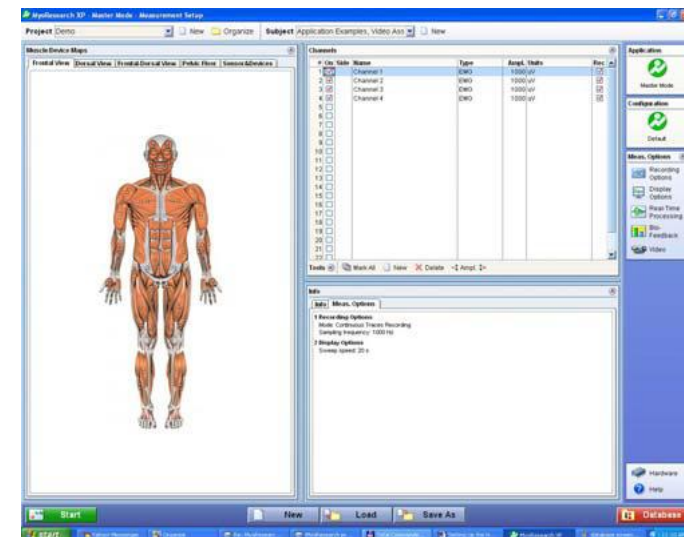 MyoResearch XP - Master Mode - Measurement Setup
Project Demo New Organize Subject Application Examples, Video Ass New
Muscle Device Maps
Frontal View Dorsal View Frontal Dorsal View Pelvic Floor Sensor&Devices
Channels
# On Side Name Type Ampl. Units Rec
1 Channel 1 EMG 1000 uV
2 Channel 2 EMG 1000 uV
3 Channel 3 EMG 1000 uV
4 Channel 4 EMG 1000 uV
5
6
7
8
9
10
11
12
13
14
15
16
17
18
19
20
21
22
Tools Mark All New Delete Ampl.
Info
Info Meas. Options
1 Recording Options
Mode: Continuous Traces Recording
Sampling frequency: 1000 Hz
2 Display Options
Sweep speed: 20 s
Application
Master Mode
Configuration
Default
Meas. Options
Recording
Options
Display
Options
Real Time
Processing
Bio-
Feedback
Video
Hardware
Help
Start New Load Save As Database
start